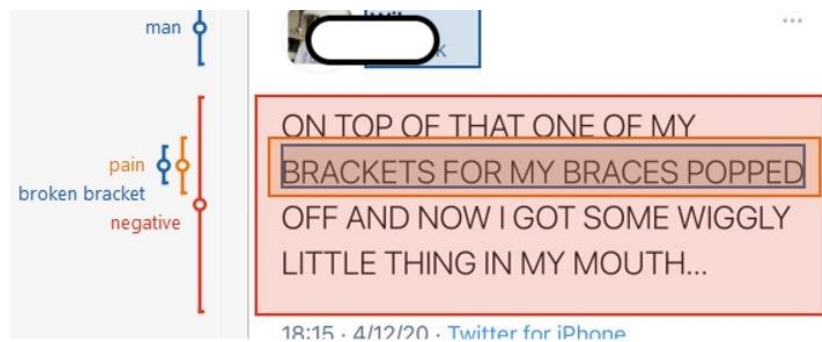 man
pain
broken bracket
negative
...
ON TOP OF THAT ONE OF MY
BRACKETS FOR MY BRACES POPPED
OFF AND NOW I GOT SOME WIGGLY
LITTLE THING IN MY MOUTH...
18:15 · 4/12/20 · Twitter for iPhone